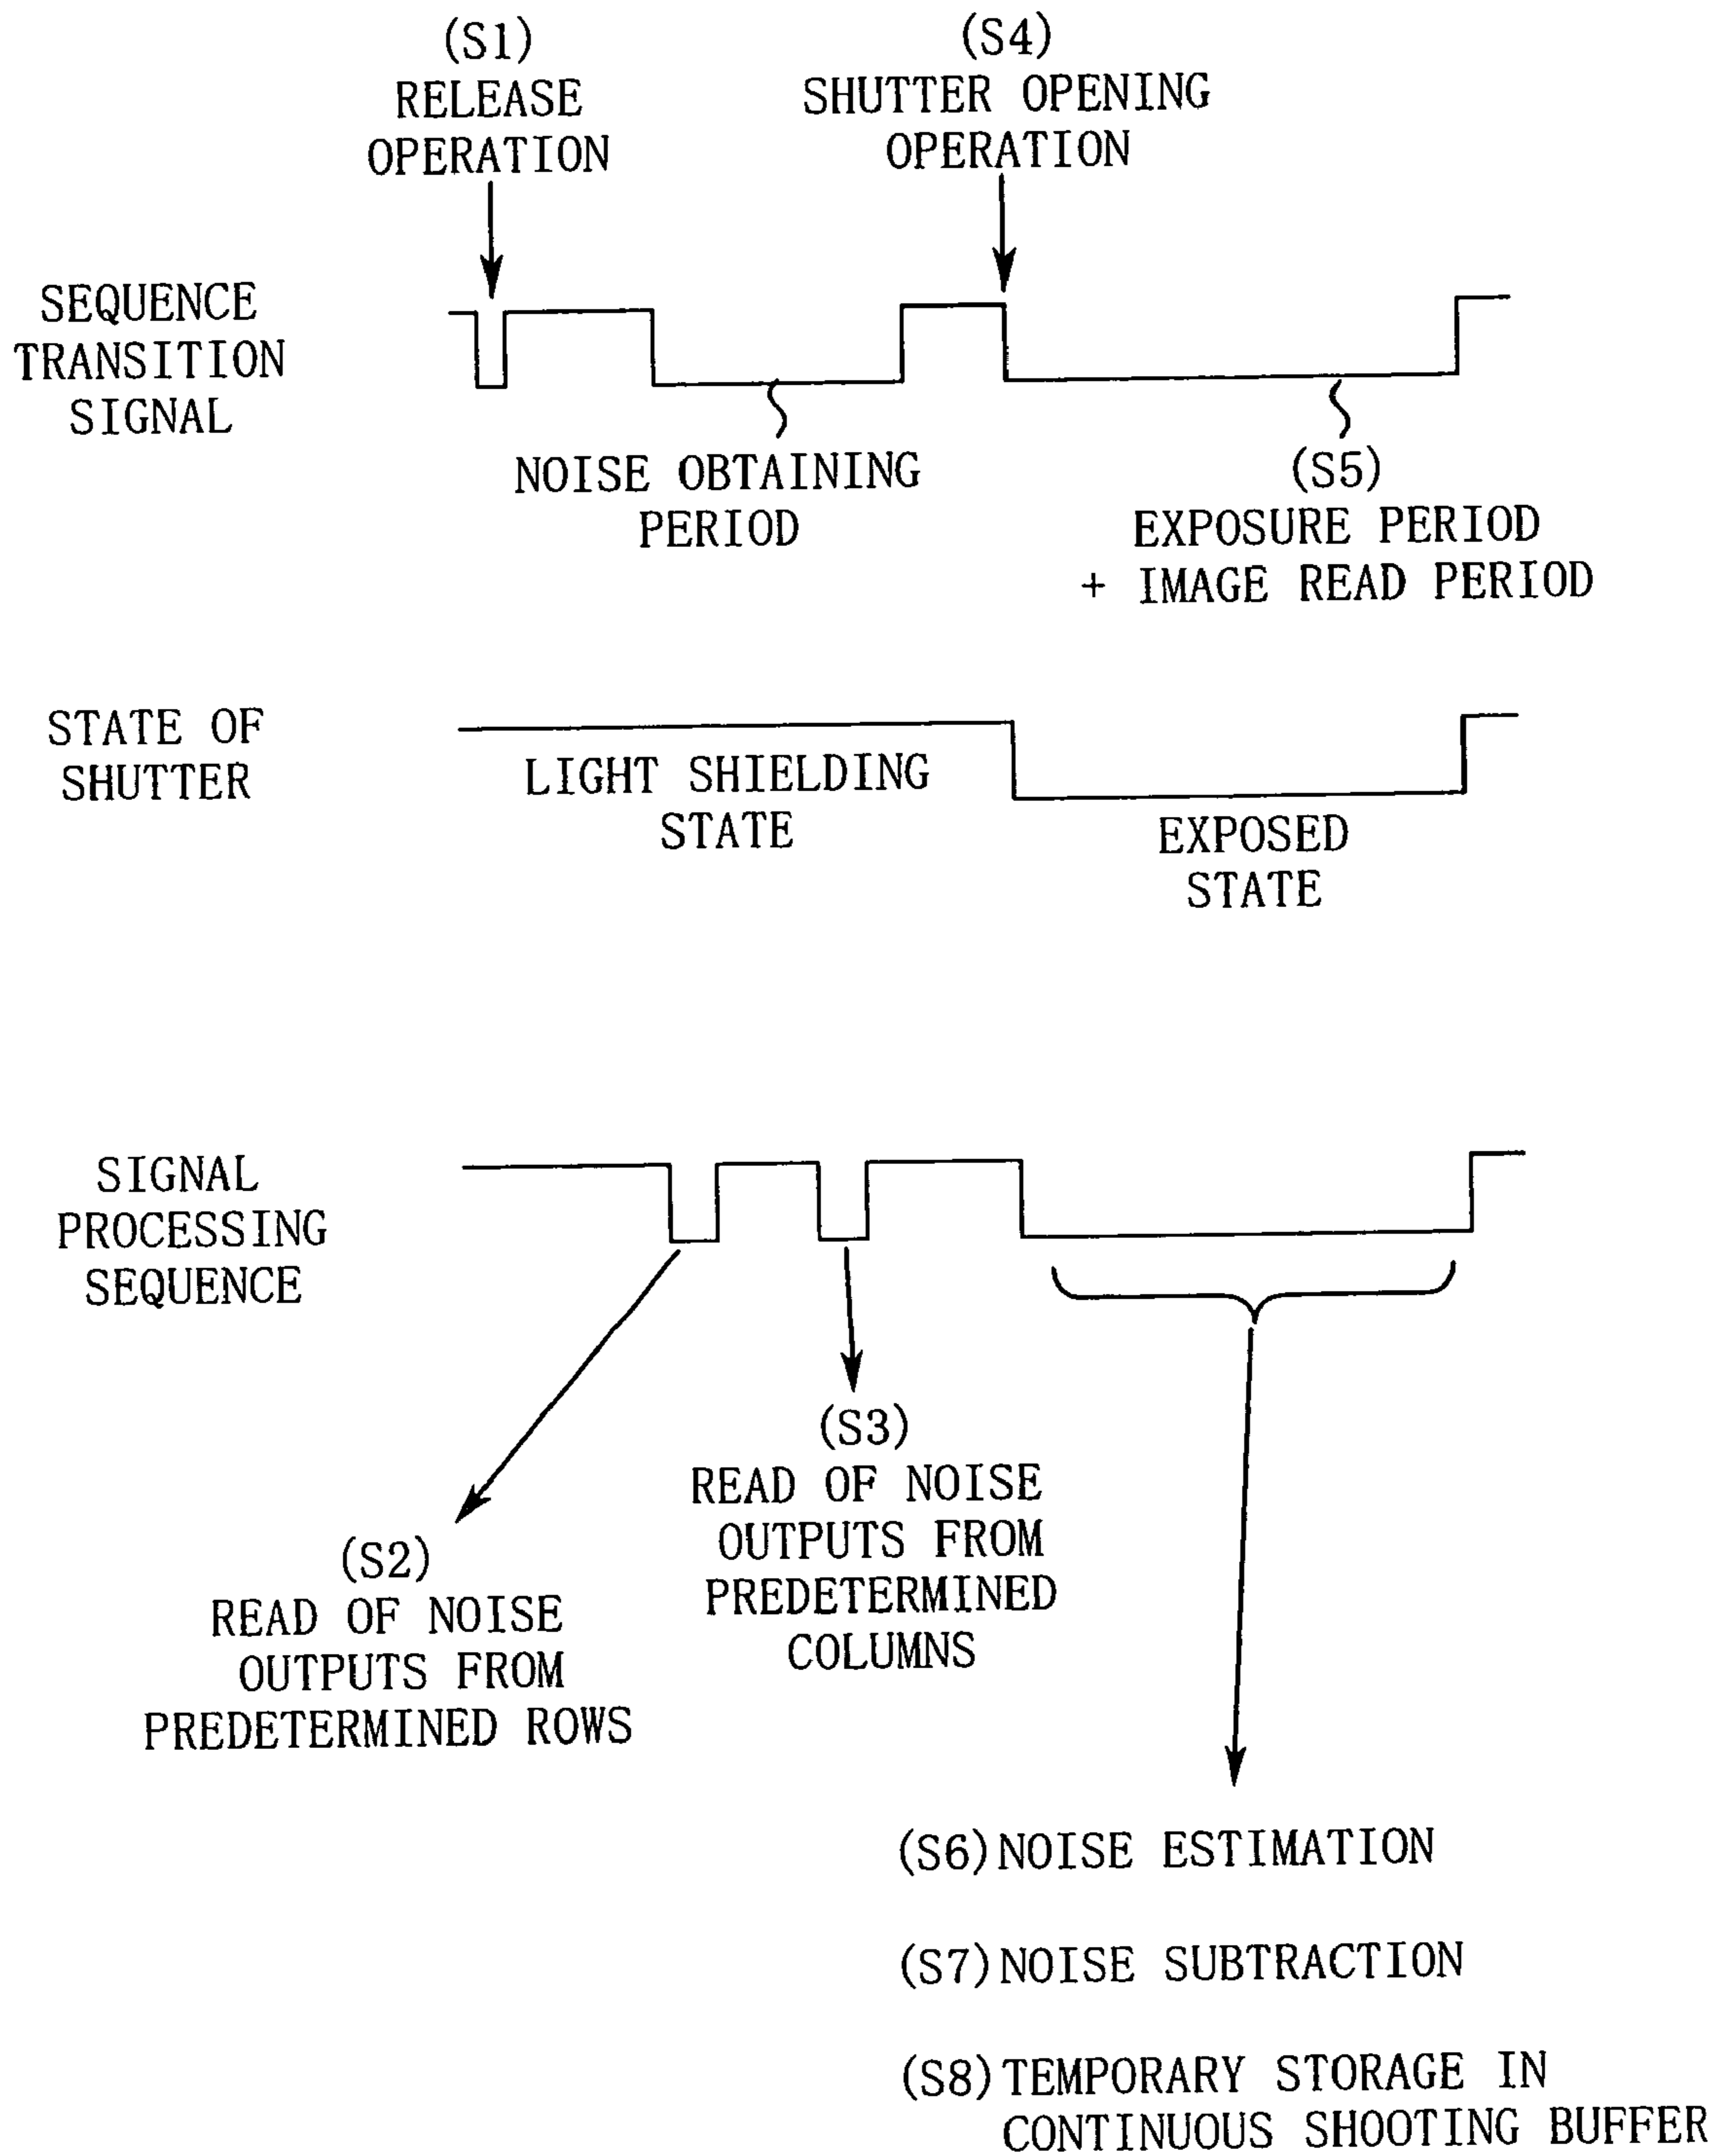 (S1)
RELEASE
OPERATION
(S4)
SHUTTER OPENING
OPERATION
SEQUENCE
TRANSITION
SIGNAL
NOISE OBTAINING
PERIOD
(S5)
EXPOSURE PERIOD
+ IMAGE READ PERIOD
STATE OF
SHUTTER
LIGHT SHIELDING
STATE
EXPOSED
STATE
SIGNAL
PROCESSING
SEQUENCE
(S3)
READ OF NOISE
OUTPUTS FROM
PREDETERMINED
COLUMNS
(S2)
READ OF NOISE
OUTPUTS FROM
PREDETERMINED ROWS
(S6) NOISE ESTIMATION
(S7) NOISE SUBTRACTION
(S8) TEMPORARY STORAGE IN
CONTINUOUS SHOOTING BUFFER